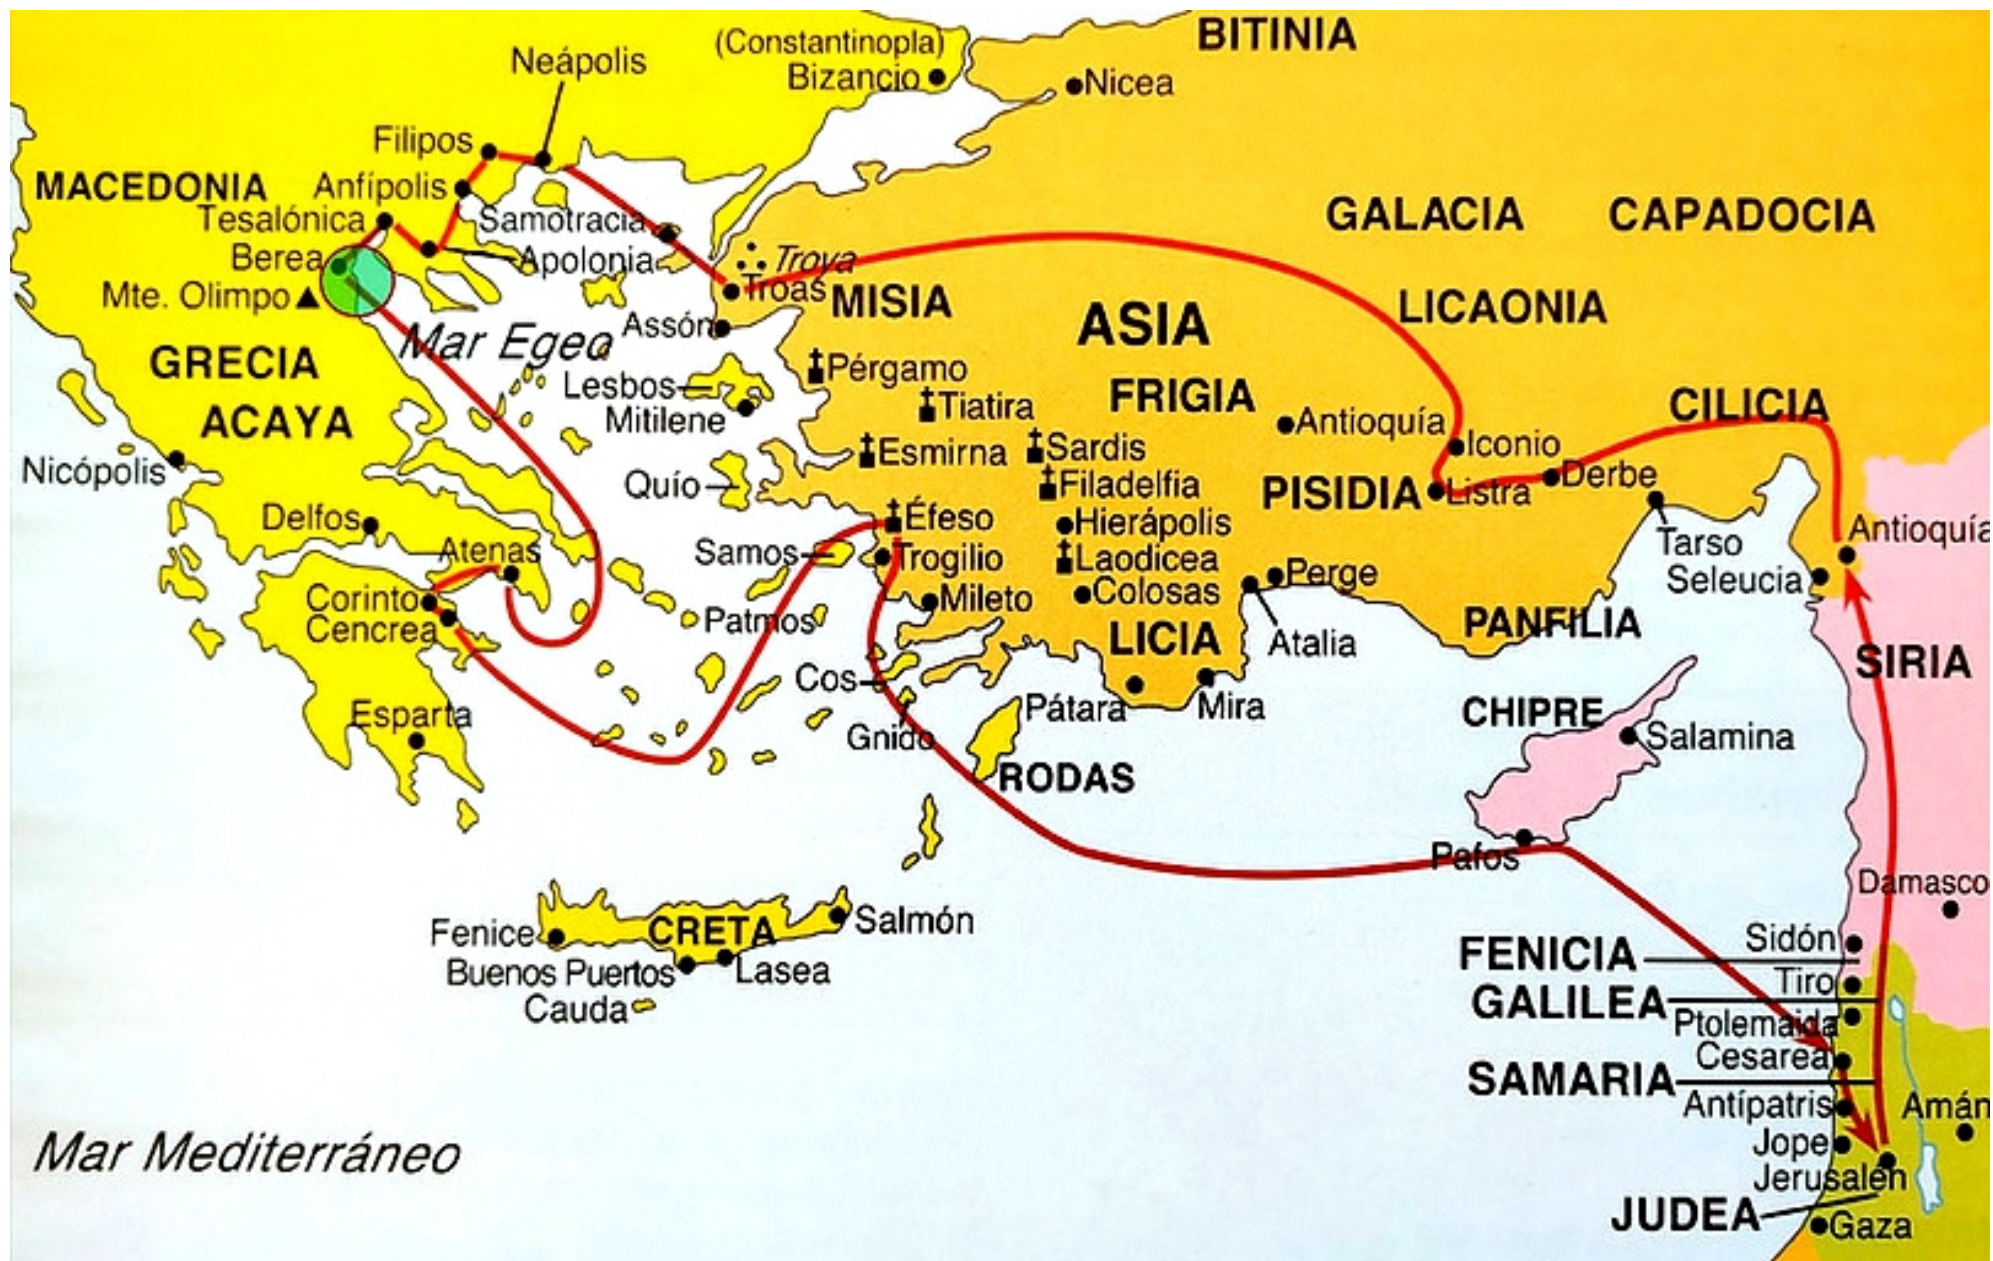 BITINIA
(Constantinopla)
Bizancio
Nicea
Neápolis
Filipos
MACEDONIA
Anfípolis
Tesalónica
Samotracia
Berea
Apolonia
Troya
Troas
Mte. Olimpo
MISIA
GALACIA
CAPADOCIA
LICAONIA
ASIA
Mar Egeo
Assón
GRECIA
Pérgamo
Lesbos
Mitilene
Tiatira
FRIGIA
CILICIA
ACAYA
Antioquía
Iconio
Esmirna
Sardis
Nicópolis
Quío
Filadelfia
PISIDIA
Listra
Derbe
Delfos
Éfeso
Hierápolis
Antioquía
Atenas
Samos
Trogilio
Laodicea
Tarso
Seleucia
Perge
Corinto
Cencrea
Mileto
Colosas
Patmos
LICIA
Atalia
PANFILIA
SIRIA
Cos
Esparta
Gnido
Pátara
Mira
CHIPRE
Salamina
RODAS
Pafos
Damasco
Fenice
CRETA
Salmón
Buenos Puertos
Lasea
Cauda
FENICIA
Sidón
Tiro
GALILEA
Ptolemaida
Cesarea
SAMARIA
Antípatris
Amán
Mar Mediterráneo
Jope
Jerusalén
JUDEA
Gaza